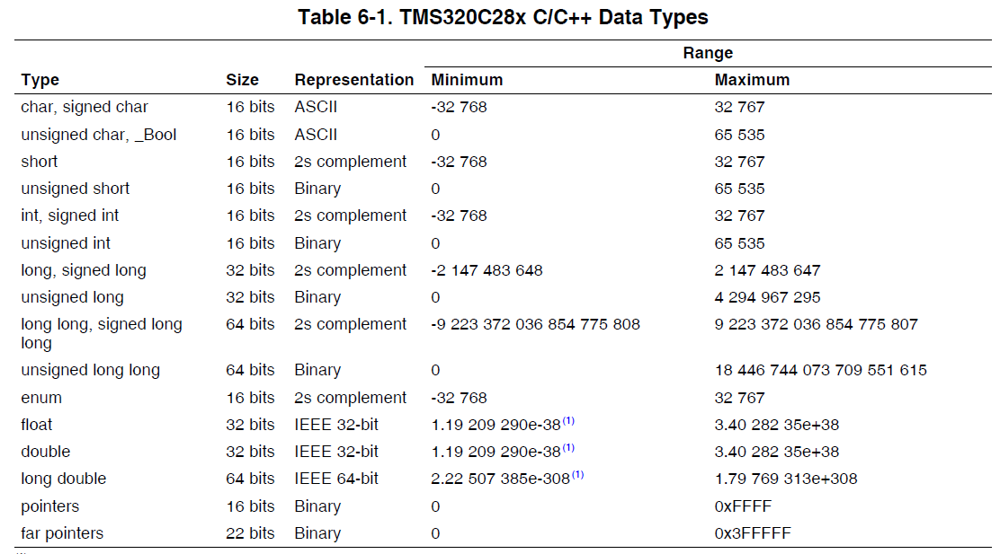 Table 6-1. TMS320C28x C/C++ Data Types
Range
Type Size Representation Minimum Maximum
char, signed char 16 bits ASCII -32 768 32 767
unsigned char, _Bool 16 bits ASCII 0 65 535
short 16 bits 2s complement -32 768 32 767
unsigned short 16 bits Binary 0 65 535
int, signed int 16 bits 2s complement -32 768 32 767
unsigned int 16 bits Binary 0 65 535
long, signed long 32 bits 2s complement -2 147 483 648 2 147 483 647
unsigned long 32 bits Binary 0 4 294 967 295
long long, signed long 64 bits 2s complement -9 223 372 036 854 775 808 9 223 372 036 854 775 807
long
unsigned long long 64 bits Binary 0 18 446 744 073 709 551 615
enum 16 bits 2s complement -32 768 32 767
float 32 bits IEEE 32-bit 1.19 209 290e-38(1) 3.40 282 35e+38
double 32 bits IEEE 32-bit 1.19 209 290e-38(1) 3.40 282 35e+38
long double 64 bits IEEE 64-bit 2.22 507 385e-308(1) 1.79 769 313e+308
pointers 16 bits Binary 0 0xFFFF
far pointers 22 bits Binary 0 0x3FFFFF